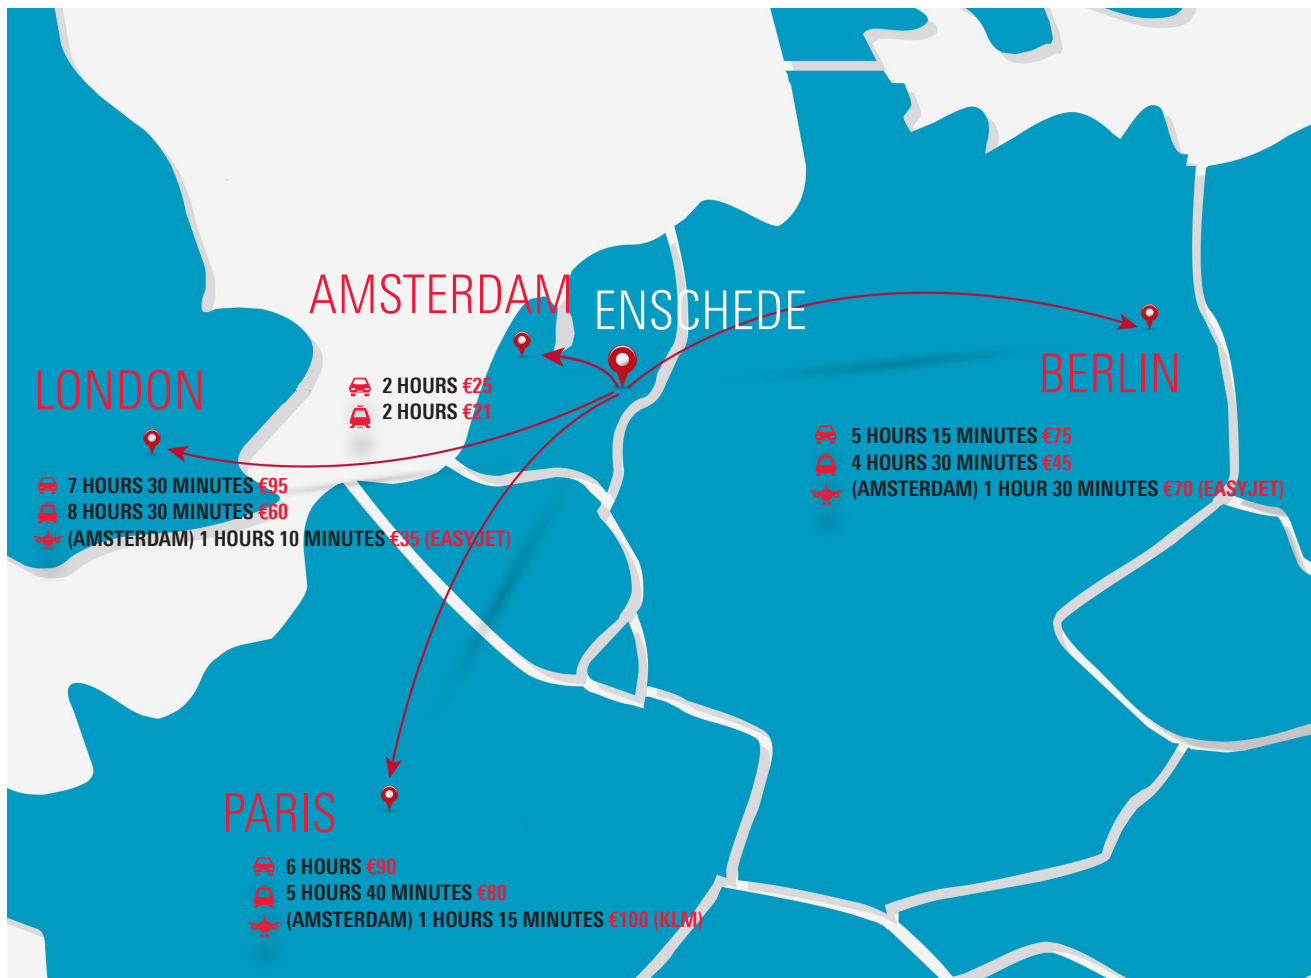 AMSTERDAM
2 HOURS €25
2 HOURS €21
ENSCHEDE
BERLIN
5 HOURS 15 MINUTES €75
4 HOURS 30 MINUTES €45
(AMSTERDAM) 1 HOUR 30 MINUTES €70 (EASYJET)
LONDON
7 HOURS 30 MINUTES €95
8 HOURS 30 MINUTES €60
(AMSTERDAM) 1 HOURS 10 MINUTES €35 (EASYJET)
PARIS
6 HOURS €90
5 HOURS 40 MINUTES €80
(AMSTERDAM) 1 HOURS 15 MINUTES €100 (KLM)